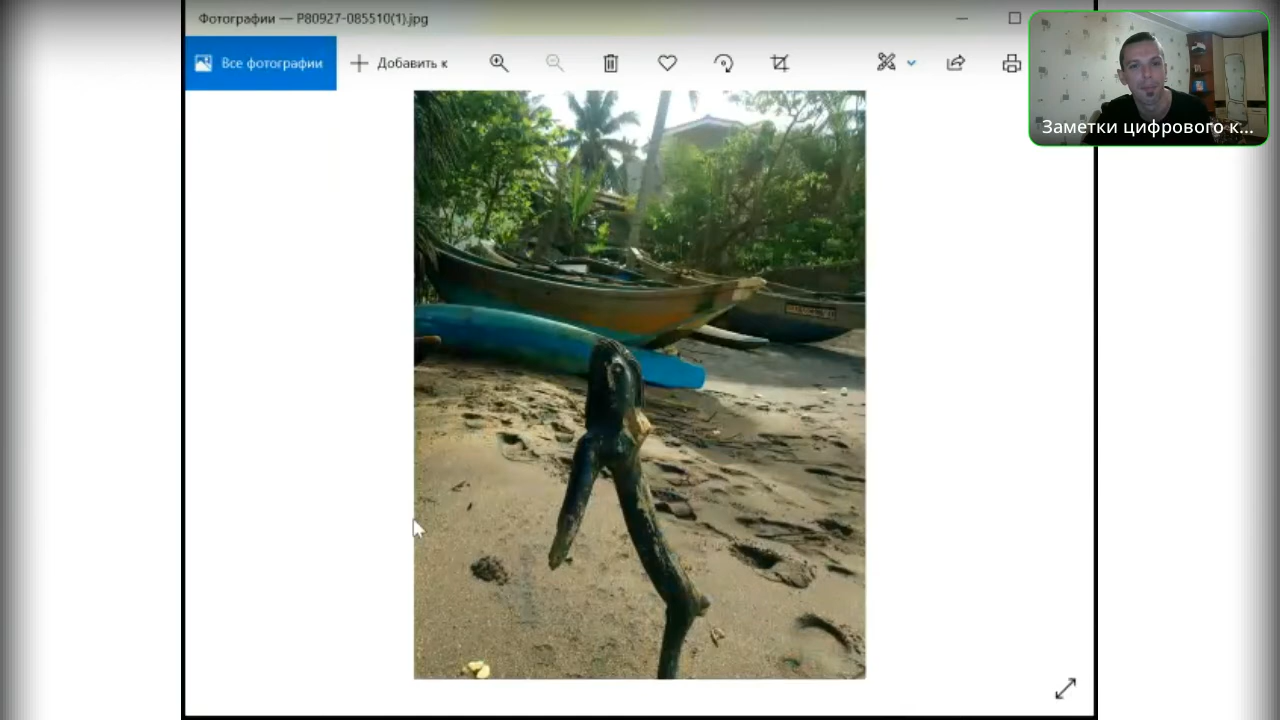 Фотографии — P80927-085510(1).jpg
Все фотографии
Добавить к
Заметки цифрового к...